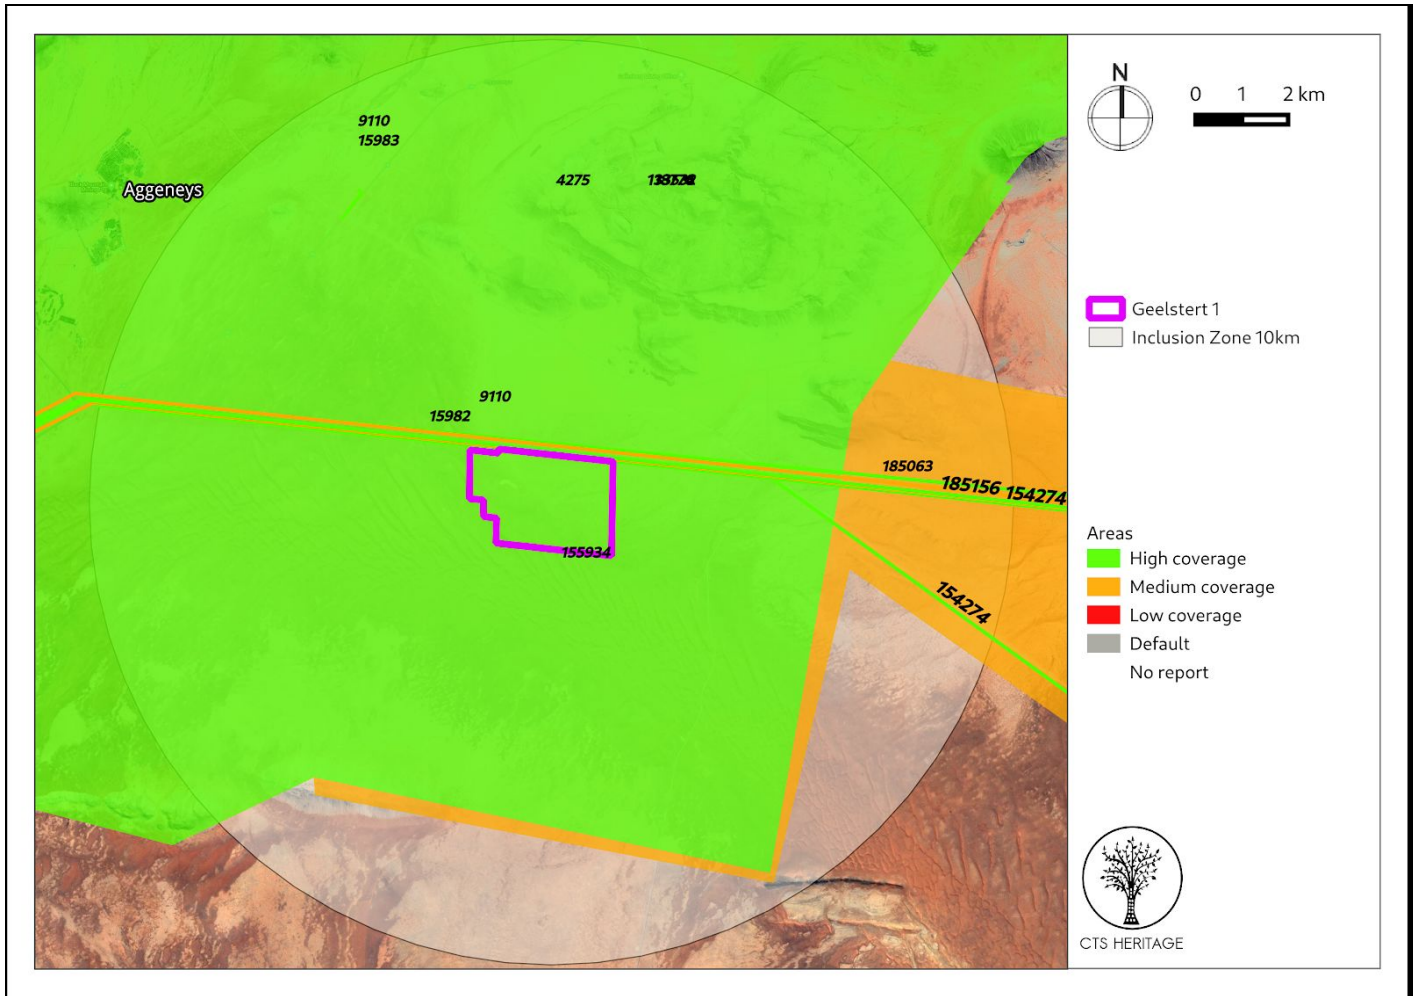 N
0 1 2 km
9110
15983
4275
Aggeneys
Geelstert 1
Inclusion Zone 10km
9110
15982
185063
185156 154274
155934
154274
Areas
High coverage
Medium coverage
Low coverage
Default
No report
CTS HERITAGE